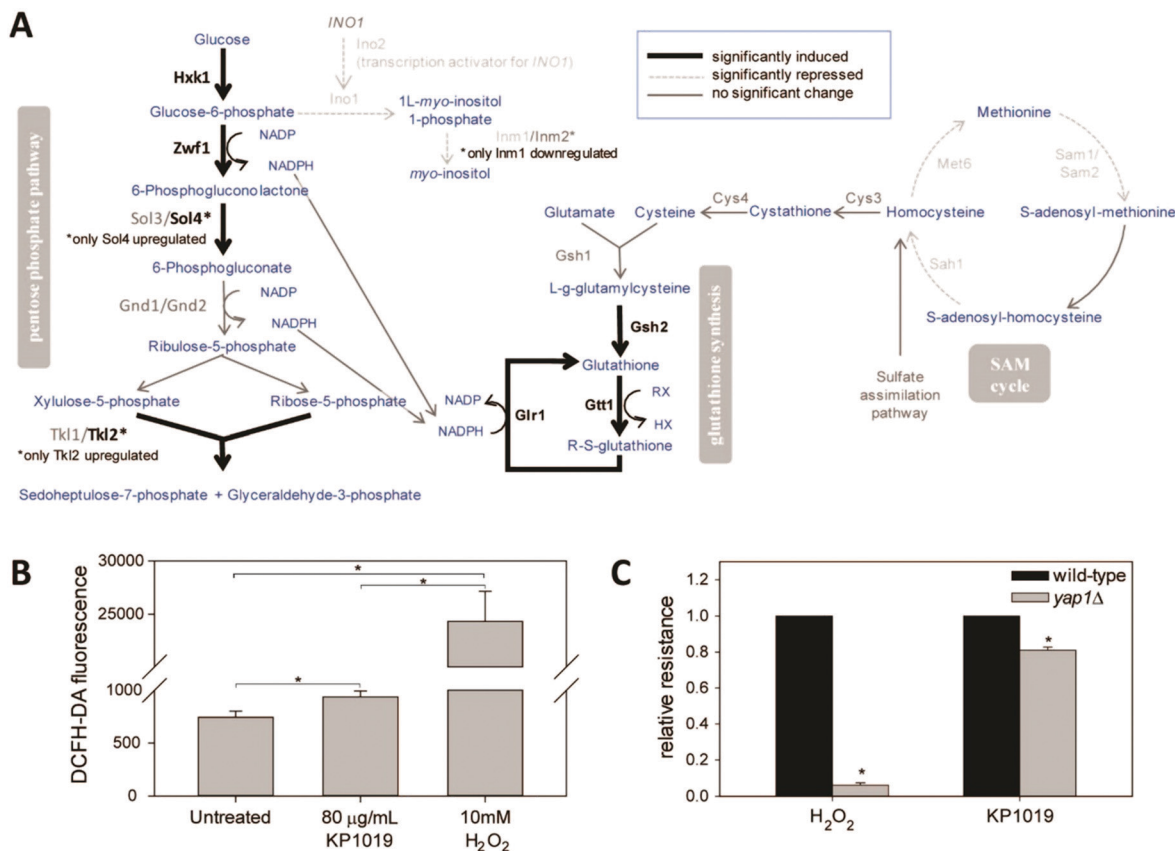 A
Glucose
Hxk1
Glucose-6-phosphate
Zwf1
NADP
NADPH
6-Phosphogluconolactone
Sol3/Sol4*
*only Sol4 upregulated
6-Phosphogluconate
Gnd1/Gnd2
NADP
NADPH
Ribulose-5-phosphate
Xylulose-5-phosphate
Ribose-5-phosphate
Tkl1/Tkl2*
*only Tkl2 upregulated
Sedoheptulose-7-phosphate + Glyceraldehyde-3-phosphate
pentose phosphate pathway
INO1
Ino2
(transcription activator for INO1)
Ino1
1L-myo-inositol
1-phosphate
Inm1/Inm2*
*only Inm1 downregulated
myo-inositol
significantly induced
significantly repressed
no significant change
Glutamate
Cysteine
Cys4
Cystathione
Cys3
Homocysteine
Gsh1
L-g-glutamylcysteine
Gsh2
Glutathione
Gtt1
RX
HX
R-S-glutathione
Glr1
NADP
NADPH
glutathione synthesis
Methionine
Met6
Sam1/
Sam2
S-adenosyl-methionine
Sah1
S-adenosyl-homocysteine
Sulfate
assimilation
pathway
SAM
cycle
B
DCFH-DA fluorescence
30000
25000
1000
500
0
*
*
*
Untreated
80 µg/mL
KP1019
10mM
H₂O₂
C
relative resistance
1.2
1.0
0.8
0.6
0.4
0.2
0.0
wild-type
yap1Δ
*
*
H₂O₂
KP1019